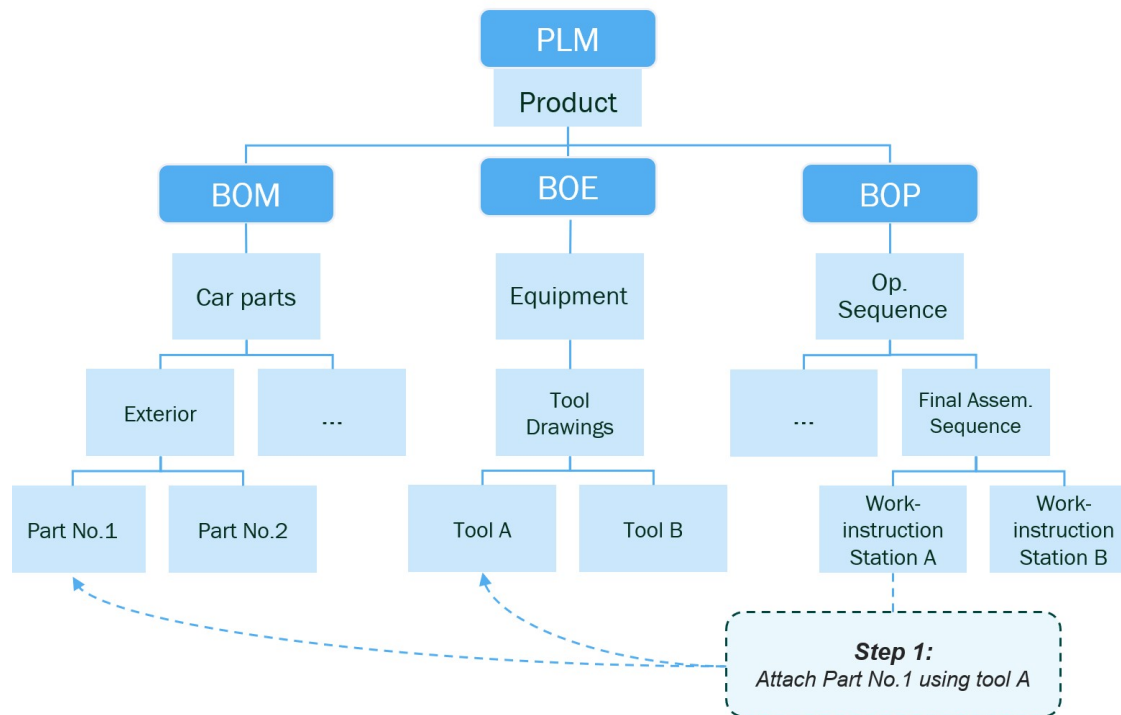 PLM
Product
BOM
BOE
BOP
Car parts
Equipment
Op.
Sequence
Exterior
...
Tool
Drawings
...
Final Assem.
Sequence
Part No.1
Part No.2
Tool A
Tool B
Work-
instruction
Station A
Work-
instruction
Station B
Step 1:
Attach Part No.1 using tool A